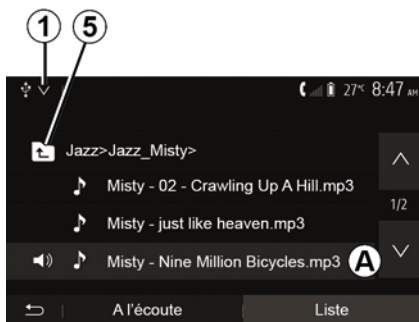 1 5
27°C 8:47 AM
Jazz>Jazz_Misty>
Misty - 02 - Crawling Up A Hill.mp3
1/2
Misty - just like heaven.mp3
Misty - Nine Million Bicycles.mp3 A
A l'écoute Liste